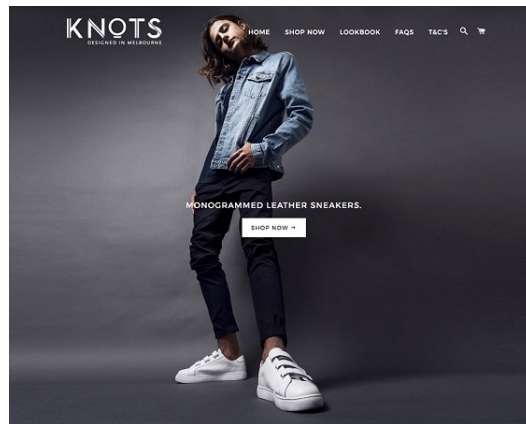 KNOTS
DESIGNED IN MELBOURNE
HOME SHOP NOW LOOKBOOK FAQS T&C'S
MONOGRAMMED LEATHER SNEAKERS.
SHOP NOW →